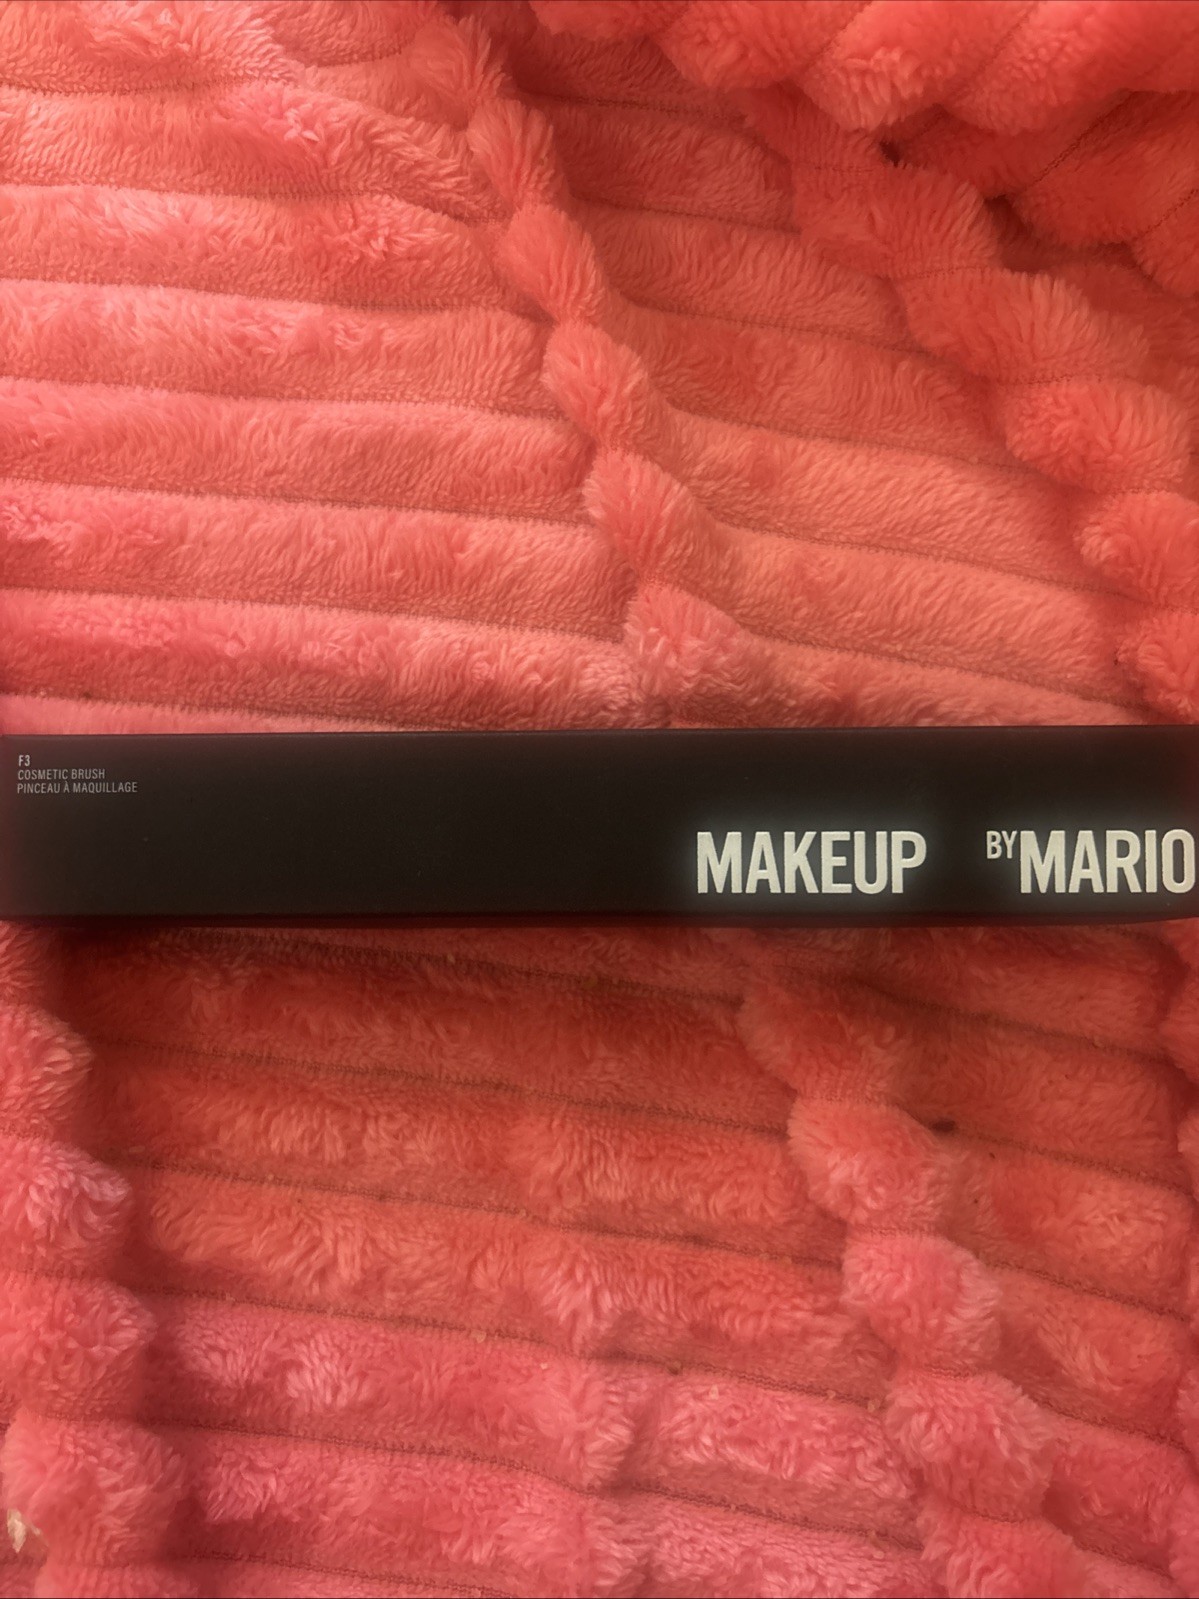 F3
COSMETIC BRUSH
PINCEAU À MAQUILLAGE
MAKEUP BY MARIO